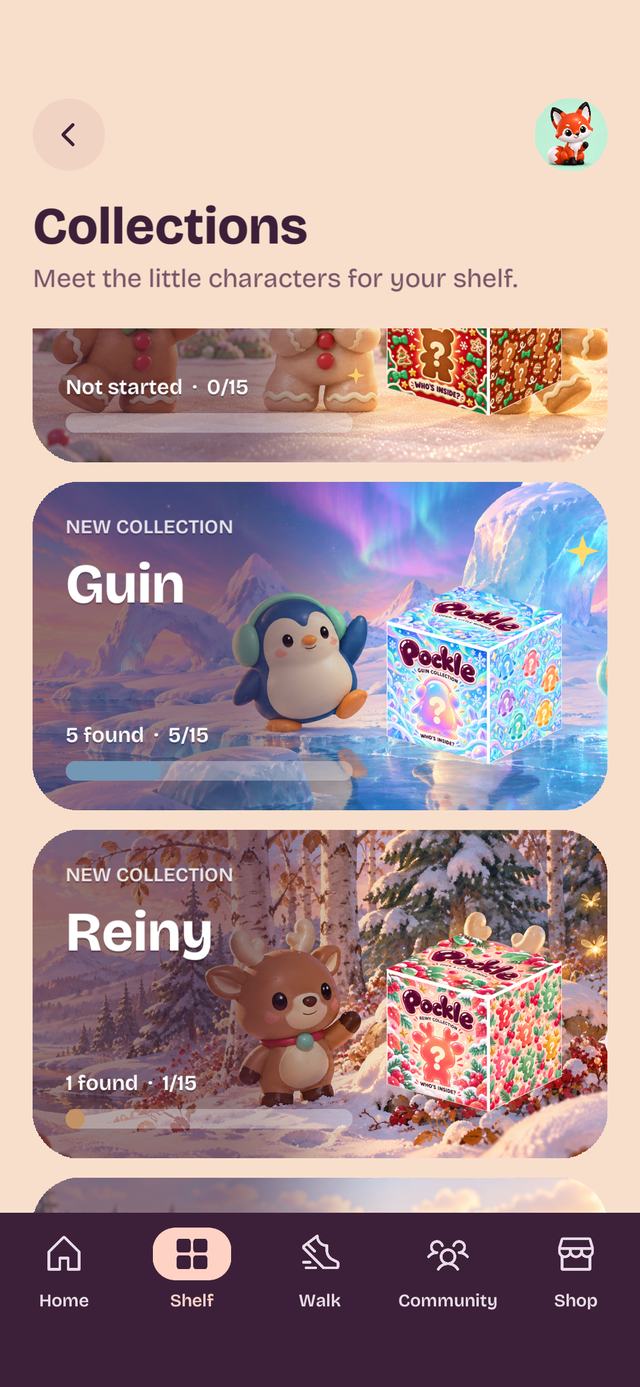 Collections
Meet the little characters for your shelf.
?
?
?
WHO'S INSIDE?
Not started · 0/15
NEW COLLECTION
Guin
Pockle
Pockle
GUIN COLLECTION
?
WHO'S INSIDE?
5 found · 5/15
NEW COLLECTION
Reiny
Pockle
Pockle
REINY COLLECTION
?
WHO'S INSIDE?
1 found · 1/15
Home
Shelf
Walk
Community
Shop